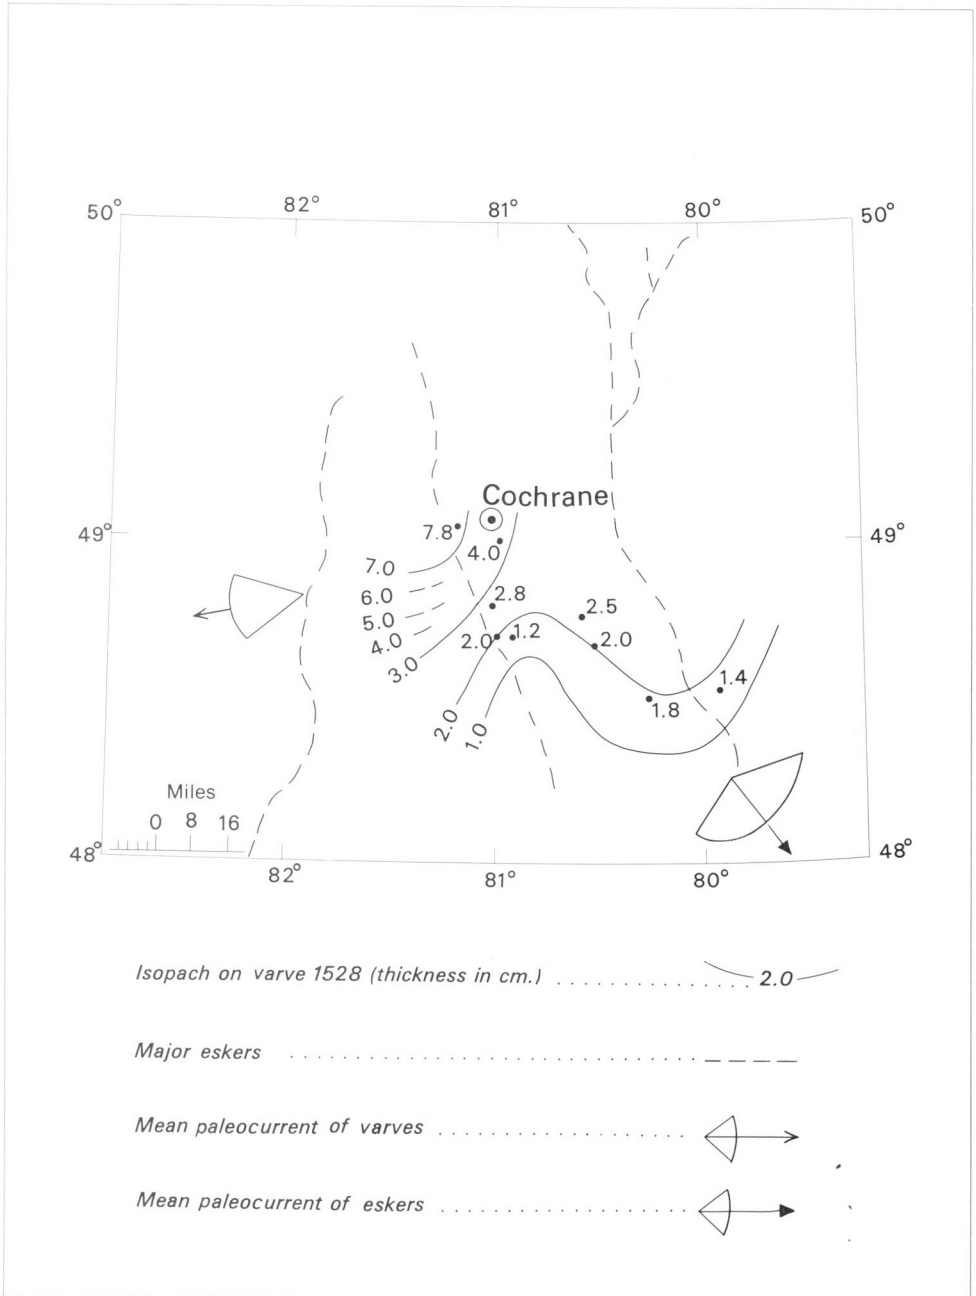 50° 82° 81° 80° 50°
Cochrane
7.8
49° 49°
4.0
7.0
6.0
2.8
5.0
2.5
4.0
2.0 1.2 2.0
3.0
1.4
1.8
2.0
1.0
Miles
0 8 16
48° 48°
82° 81° 80°
Isopach on varve 1528 (thickness in cm.) .................. 2.0
Major eskers ..................
Mean paleocurrent of varves ..................
Mean paleocurrent of eskers ..................